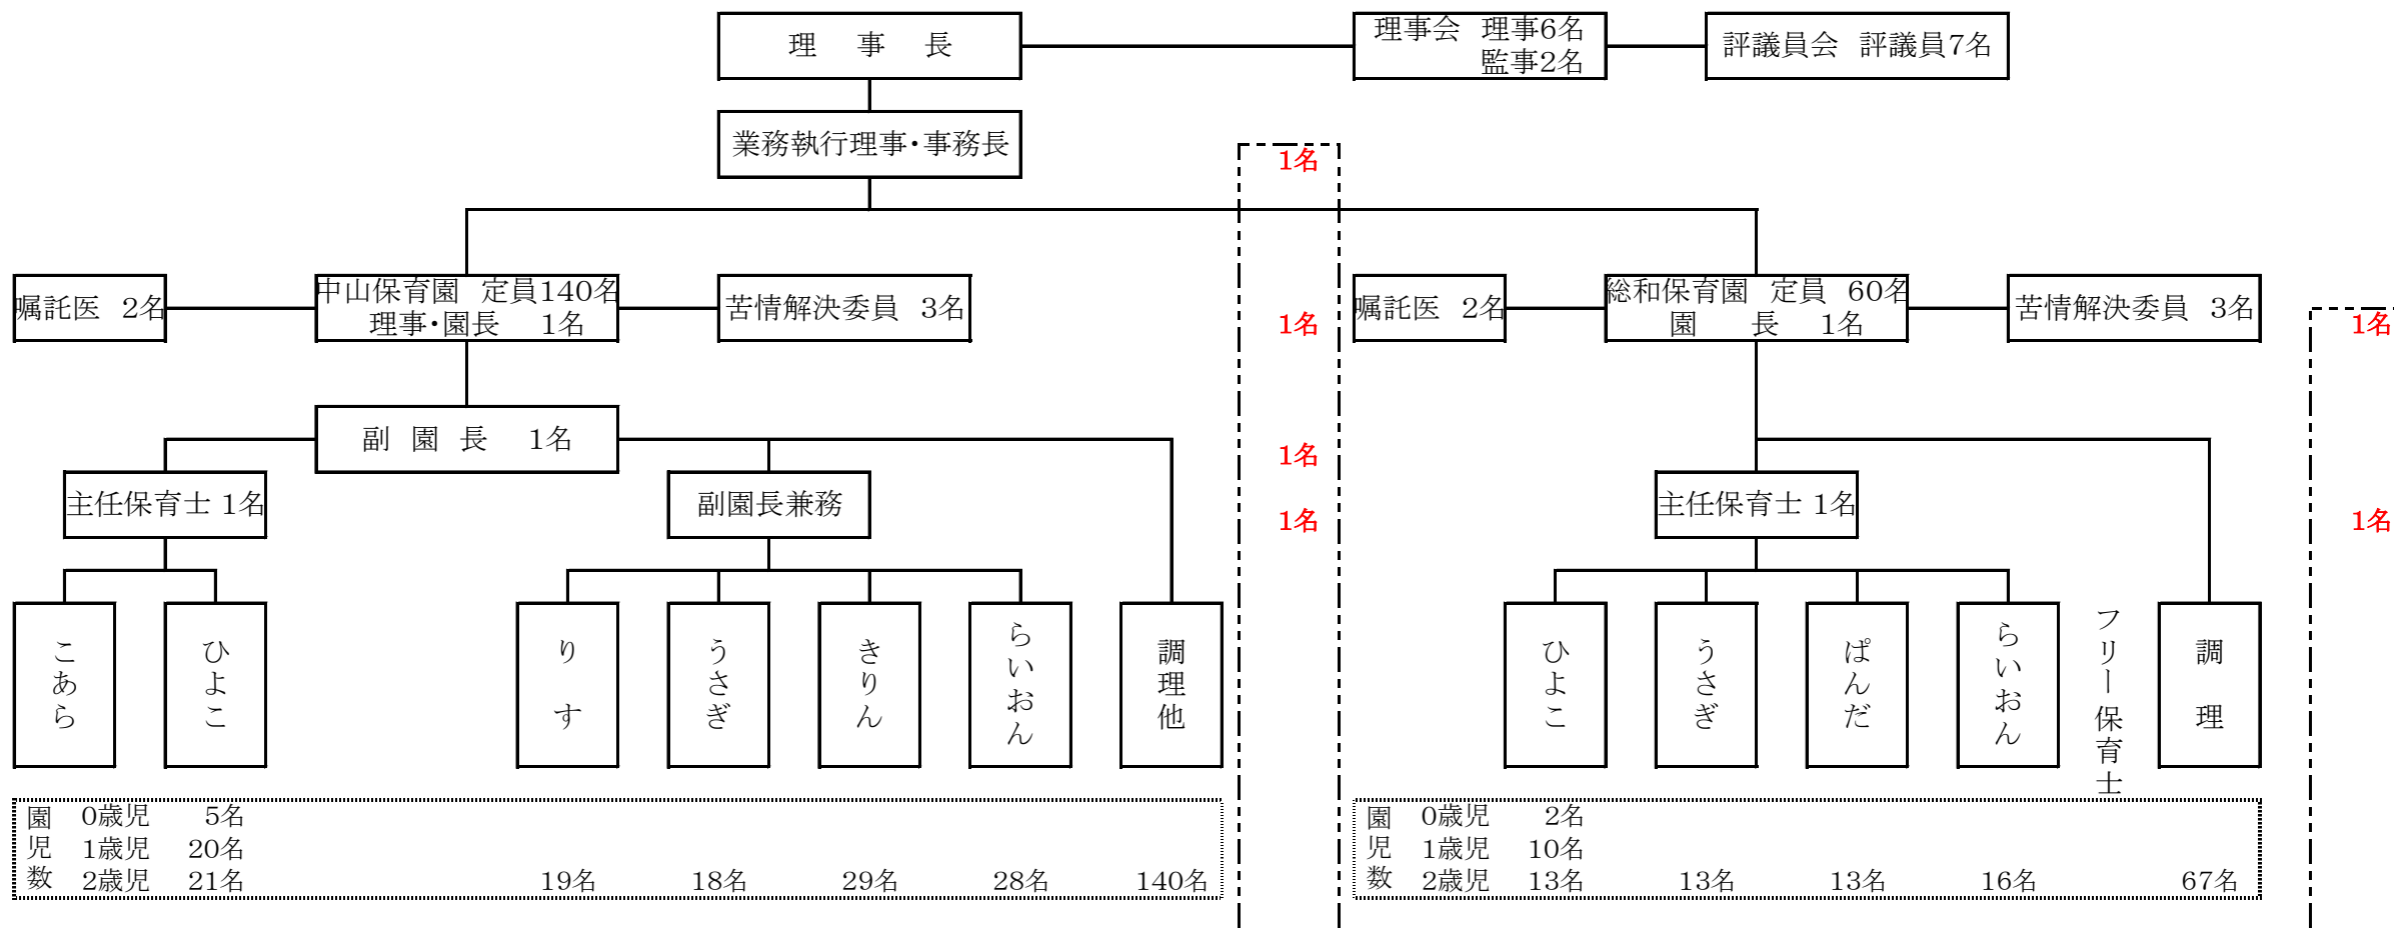 理　事　長
理事会　理事6名
監事2名
評議員会　評議員7名
業務執行理事・事務長
1名
嘱託医　2名
中山保育園　定員140名
理事・園長　1名
苦情解決委員　3名
1名
嘱託医　2名
総和保育園　定員　60名
園　　長　1名
苦情解決委員　3名
1名
副　園　長　1名
1名
主任保育士 1名
副園長兼務
1名
主任保育士 1名
1名
こあら
ひよこ
りす
うさぎ
きりん
らいおん
調理他
ひよこ
うさぎ
ぱんだ
らいおん
フリー保育士
調理
園児数
0歳児　5名
1歳児　20名
2歳児　21名　19名　18名　29名　28名　140名
園児数
0歳児　2名
1歳児　10名
2歳児　13名　13名　13名　16名　67名